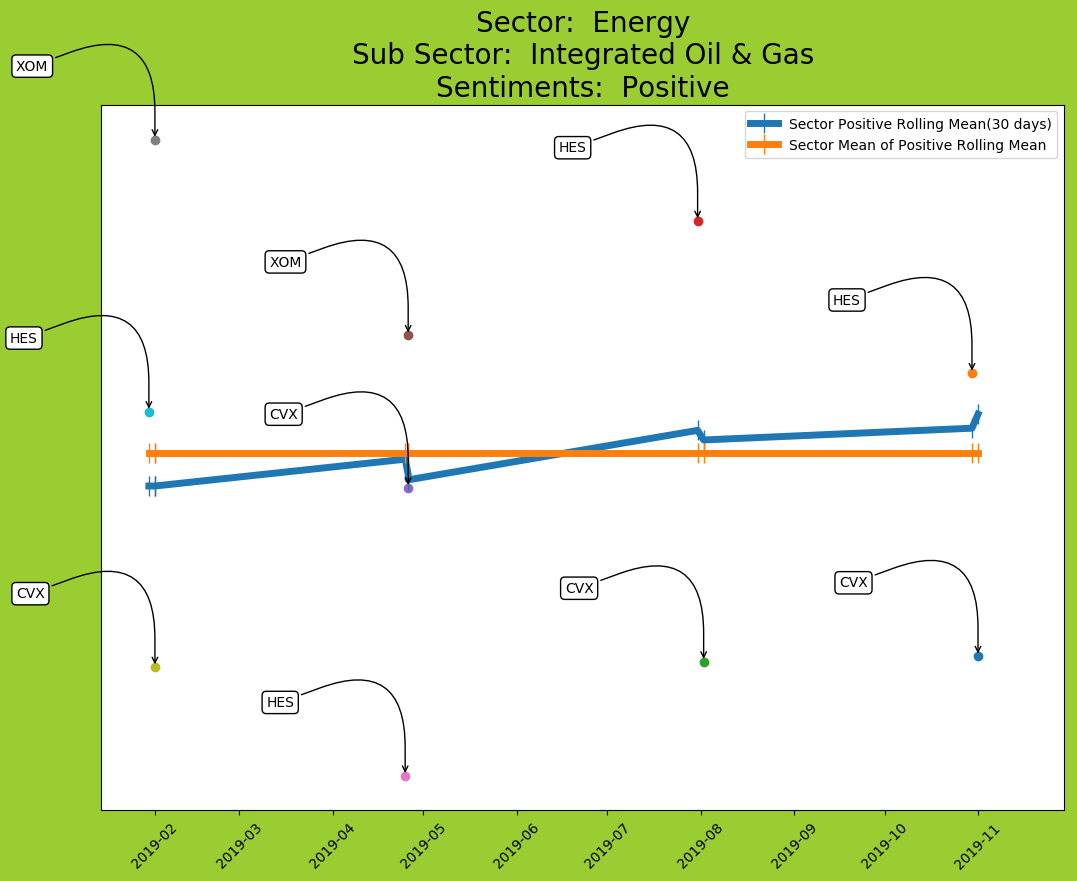 Sector:  Energy
Sub Sector:  Integrated Oil & Gas
Sentiments:  Positive
XOM
Sector Positive Rolling Mean(30 days)
Sector Mean of Positive Rolling Mean
HES
XOM
HES
HES
CVX
CVX
CVX
CVX
HES
2019-02
2019-03
2019-04
2019-05
2019-06
2019-07
2019-08
2019-09
2019-10
2019-11